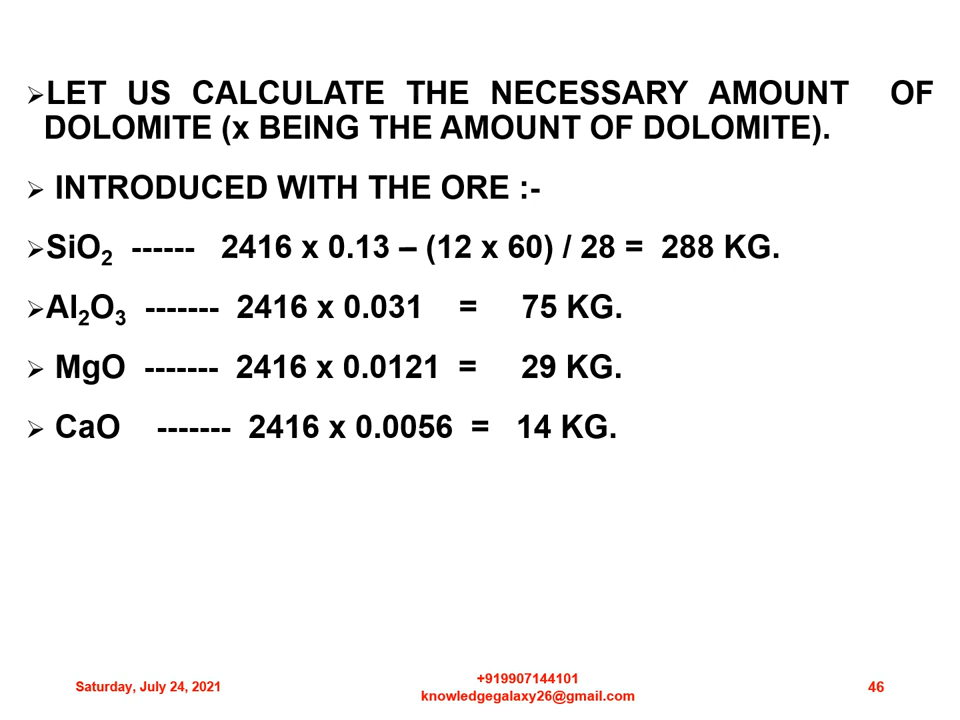 ➢LET US CALCULATE THE NECESSARY AMOUNT OF
DOLOMITE (x BEING THE AMOUNT OF DOLOMITE).
➢ INTRODUCED WITH THE ORE :-
➢SiO₂ ------ 2416 x 0.13 – (12 x 60) / 28 = 288 KG.
➢Al₂O₃ ------- 2416 x 0.031 = 75 KG.
➢ MgO ------- 2416 x 0.0121 = 29 KG.
➢ CaO ------- 2416 x 0.0056 = 14 KG.
Saturday, July 24, 2021
+919907144101
knowledgegalaxy26@gmail.com
46